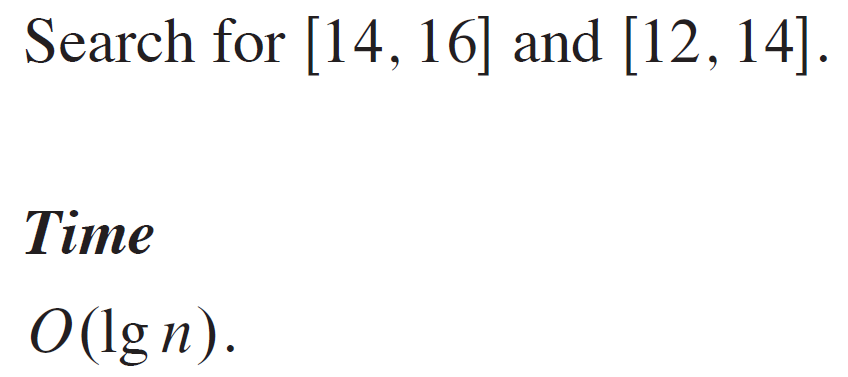 Search for [14, 16] and [12, 14].
Time
O(lg n).